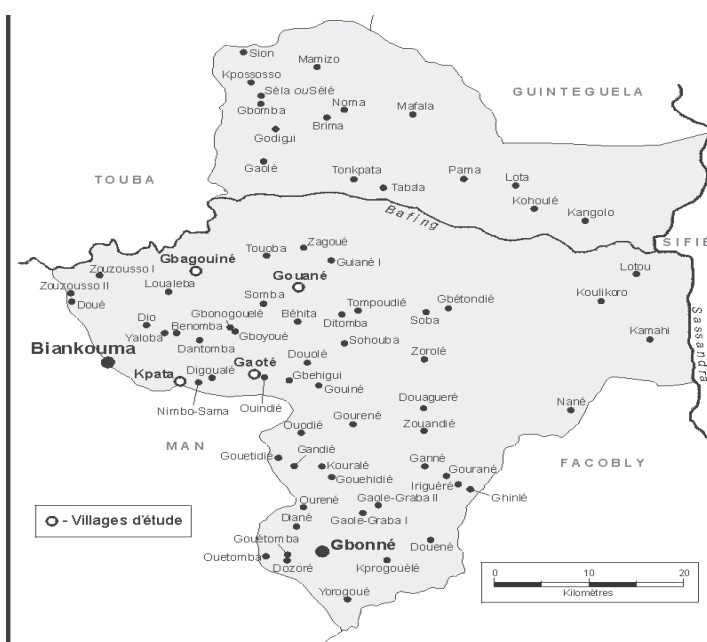 Sion
Mamizo
Kpossosso
Séla ou Sélé
GUINTEGUELA
Gbomba
Noma
Mafala
Brima
Godigui
Gaolé
TOUBA
Tonkpata
Pama
Lota
Tabala
Kohoulé
Bafing
Kangolo
SIFIÉ
Zagoué
Touoba
Gbagouiné
Guiané I
Zouzousso I
Lotou
Gouané
Loualeba
Zouzousso II
Doué
Somba
Tompoudié
Gbétondié
Koulikoro
Gbonogouelé
Béhita
Dio
Benomba
Gboyoué
Ditomba
Soba
Sassandra
Yaloba
Dantomba
Sohouba
Kamahi
Biankouma
Douolé
Zorolé
Gaoté
Kpata
Digoualé
Gbehigui
Gouiné
Nimbo-Sama
Ouindié
Douagueré
Nané
Gourené
Ouodié
Zouandié
MAN
Gandié
Gouetidié
Kouralé
Ganné
Gourané
FACOBLY
Gouehidié
Iriguéré
Ghinlé
Ourené
Gaole-Graba II
Diané
Gaole-Graba I
- Villages d'étude
Gouétomba
Gbonné
Douené
Ouetomba
Dozoré
Kprogouélé
Yorogoué
0 10 20
Kilomètres